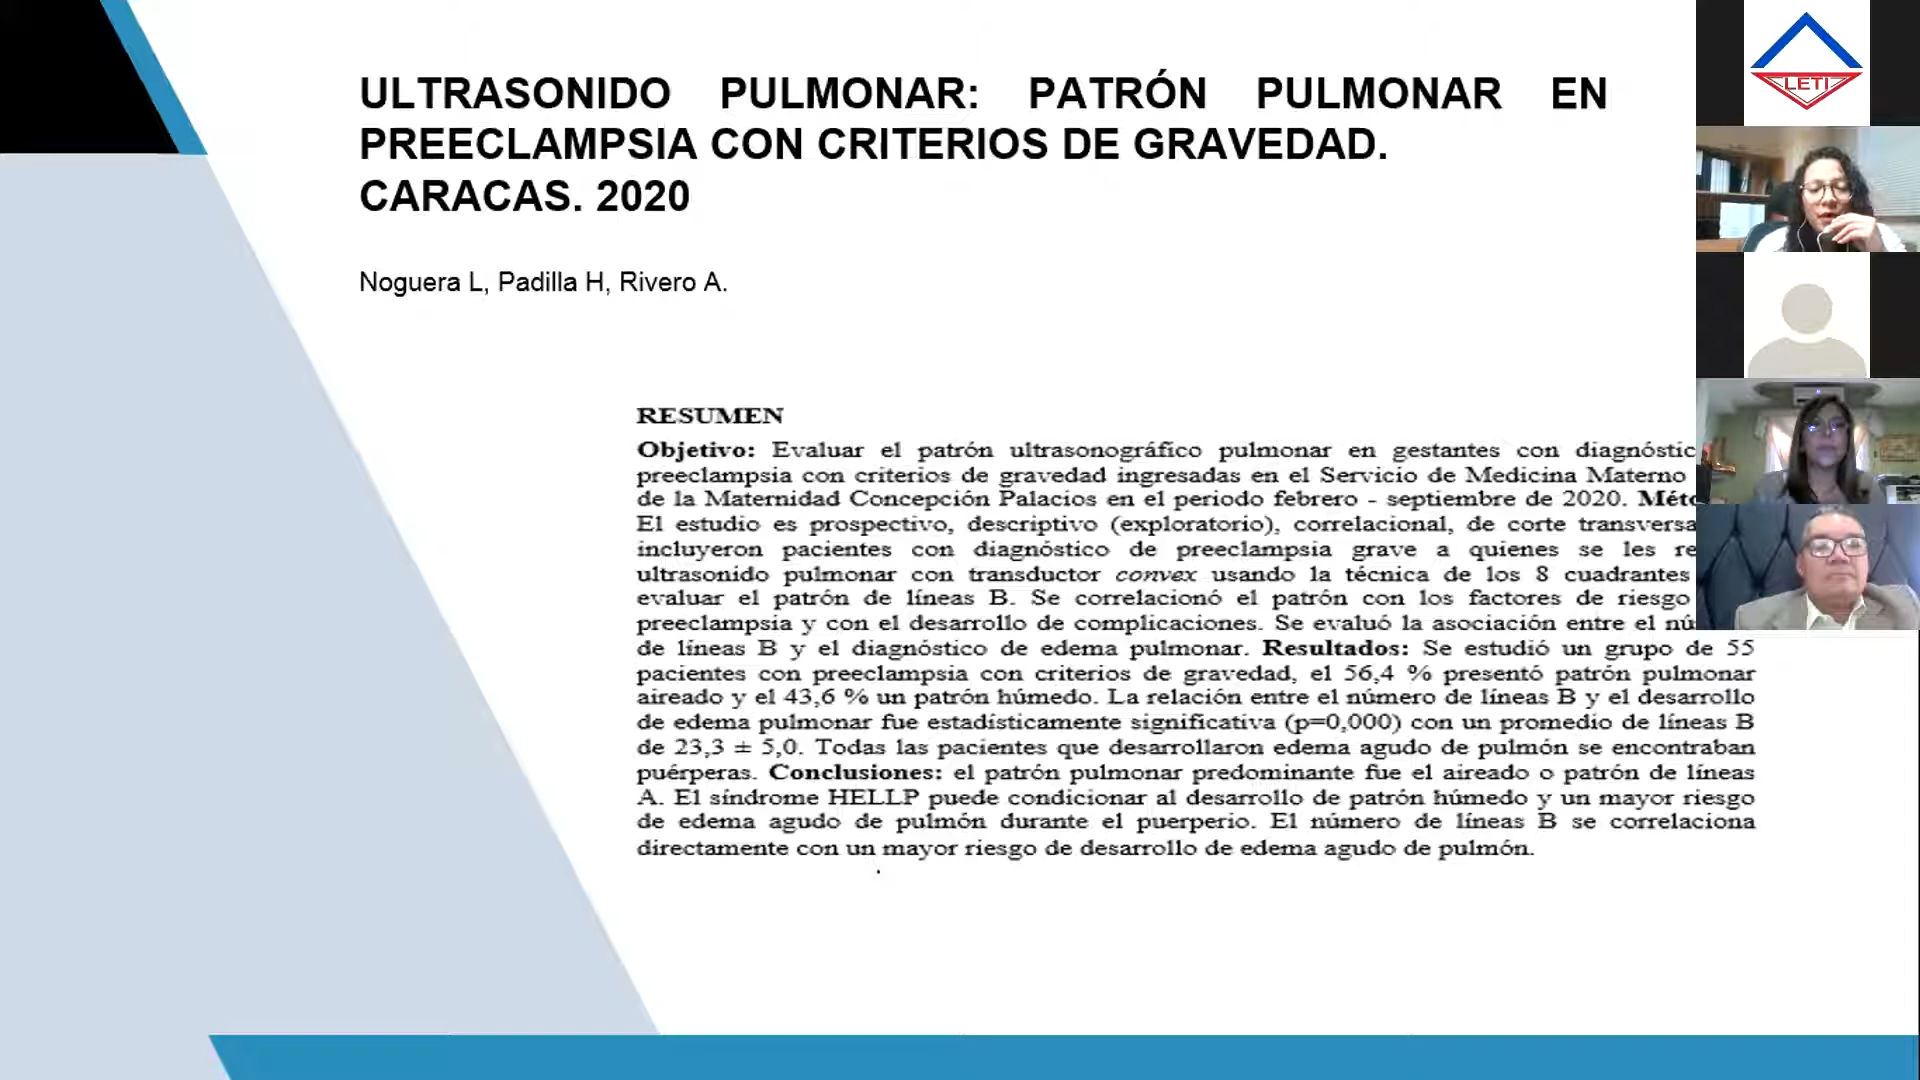 ULTRASONIDO PULMONAR: PATRÓN PULMONAR EN
PREECLAMPSIA CON CRITERIOS DE GRAVEDAD.
CARACAS. 2020
Noguera L, Padilla H, Rivero A.
RESUMEN
Objetivo: Evaluar el patrón ultrasonográfico pulmonar en gestantes con diagnóstic
preeclampsia con criterios de gravedad ingresadas en el Servicio de Medicina Materno
de la Maternidad Concepción Palacios en el periodo febrero - septiembre de 2020. Méto
El estudio es prospectivo, descriptivo (exploratorio), correlacional, de corte transversa
incluyeron pacientes con diagnóstico de preeclampsia grave a quienes se les re
ultrasonido pulmonar con transductor convex usando la técnica de los 8 cuadrantes
evaluar el patrón de líneas B. Se correlacionó el patrón con los factores de riesgo
preeclampsia y con el desarrollo de complicaciones. Se evaluó la asociación entre el nú
de líneas B y el diagnóstico de edema pulmonar. Resultados: Se estudió un grupo de 55
pacientes con preeclampsia con criterios de gravedad, el 56,4 % presentó patrón pulmonar
aireado y el 43,6 % un patrón húmedo. La relación entre el número de líneas B y el desarrollo
de edema pulmonar fue estadísticamente significativa (p=0,000) con un promedio de líneas B
de 23,3 ± 5,0. Todas las pacientes que desarrollaron edema agudo de pulmón se encontraban
puérperas. Conclusiones: el patrón pulmonar predominante fue el aireado o patrón de líneas
A. El síndrome HELLP puede condicionar al desarrollo de patrón húmedo y un mayor riesgo
de edema agudo de pulmón durante el puerperio. El número de líneas B se correlaciona
directamente con un mayor riesgo de desarrollo de edema agudo de pulmón.
LETI